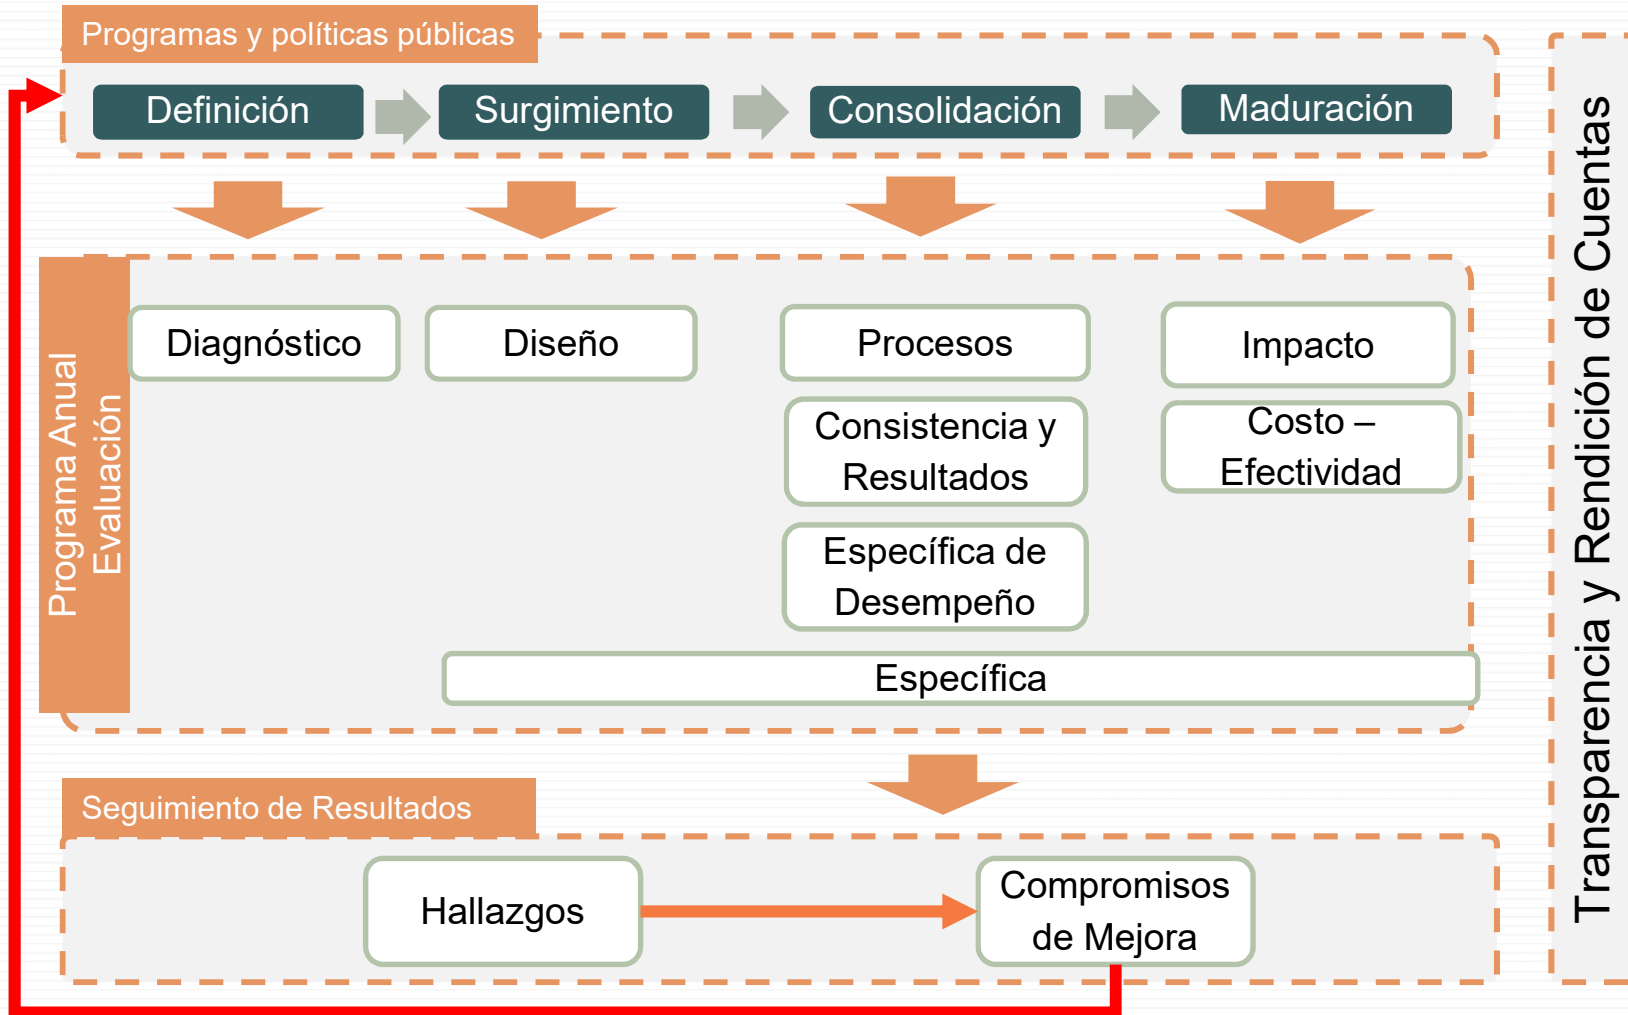 Programas y políticas públicas
Definición
Surgimiento
Consolidación
Maduración
Programa Anual
Evaluación
Diagnóstico
Diseño
Procesos
Impacto
Consistencia y
Resultados
Costo –
Efectividad
Específica de
Desempeño
Específica
Seguimiento de Resultados
Hallazgos
Compromisos
de Mejora
Transparencia y Rendición de Cuentas